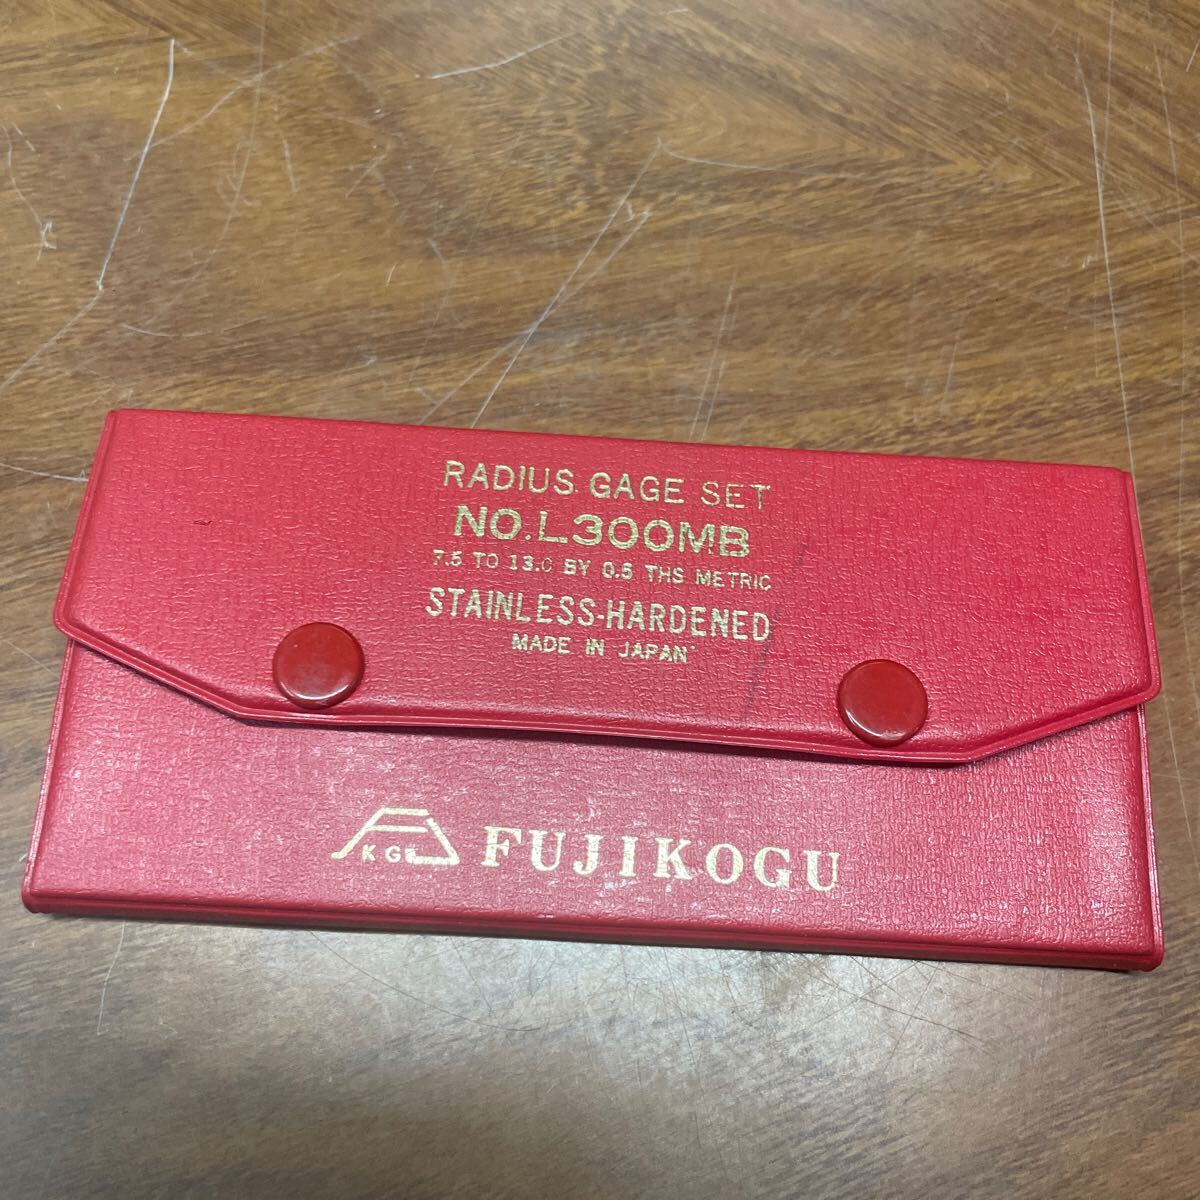 RADIUS GAGE SET
NO.L300MB
7.5 TO 13.0 BY 0.5 THS METRIC
STAINLESS-HARDENED
MADE IN JAPAN
KGK FUJIKOGU